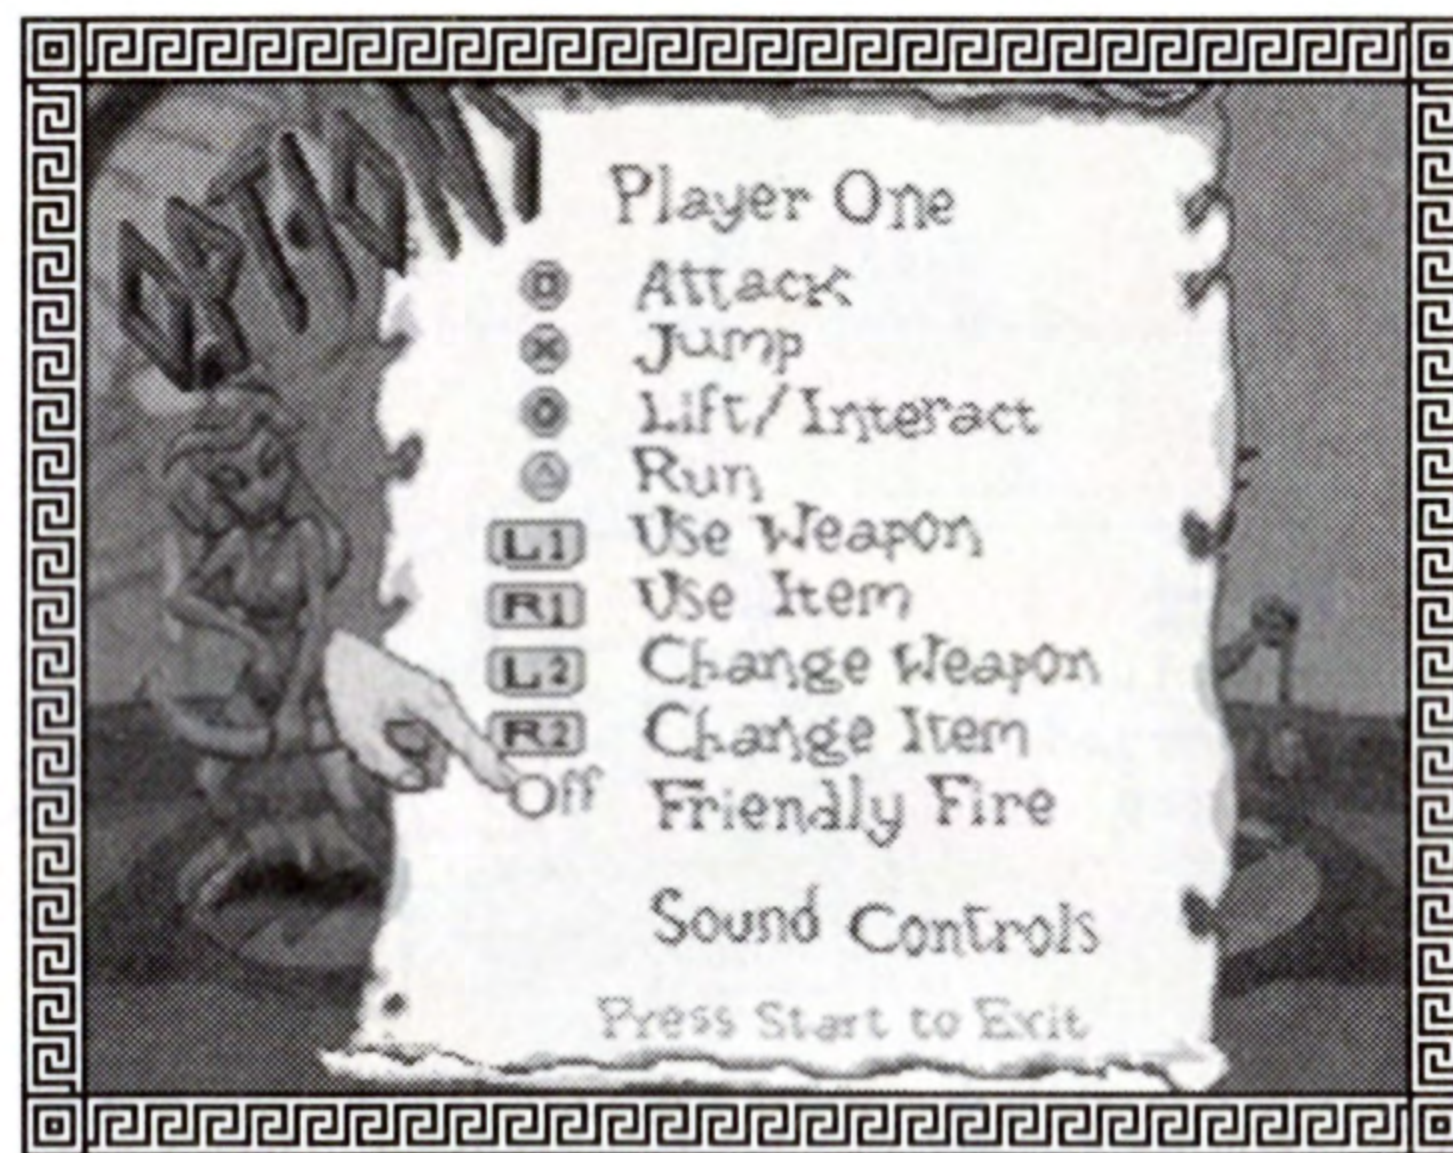 OPTIONS
Player One
Attack
Jump
Lift/Interact
Run
L1 Use Weapon
R1 Use Item
L2 Change Weapon
R2 Change Item
Off Friendly Fire
Sound Controls
Press Start to Exit